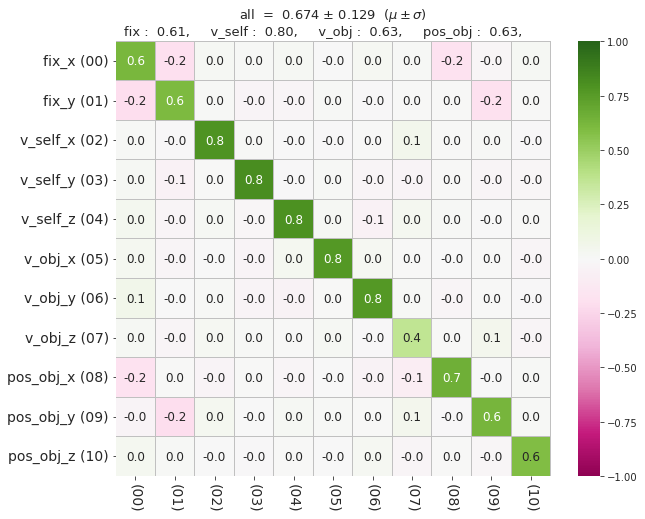 all = 0.674 ± 0.129 (μ ± σ)
fix : 0.61, v_self : 0.80, v_obj : 0.63, pos_obj : 0.63,
fix_x (00) 0.6 -0.2 0.0 0.0 0.0 -0.0 0.0 0.0 -0.2 -0.0 0.0
fix_y (01) -0.2 0.6 0.0 -0.0 -0.0 0.0 -0.0 0.0 0.0 -0.2 0.0
v_self_x (02) 0.0 -0.0 0.8 0.0 -0.0 -0.0 0.0 0.1 0.0 0.0 -0.0
v_self_y (03) 0.0 -0.1 0.0 0.8 -0.0 0.0 -0.0 -0.0 0.0 -0.0 -0.0
v_self_z (04) 0.0 -0.0 0.0 -0.0 0.8 0.0 -0.1 0.0 0.0 -0.0 0.0
v_obj_x (05) 0.0 -0.0 -0.0 -0.0 0.0 0.8 -0.0 0.0 -0.0 0.0 -0.0
v_obj_y (06) 0.1 -0.0 0.0 -0.0 -0.0 0.0 0.8 0.0 -0.0 0.0 -0.0
v_obj_z (07) 0.0 -0.0 0.0 0.0 0.0 0.0 0.0 0.4 0.0 0.1 -0.0
pos_obj_x (08) -0.2 0.0 -0.0 0.0 -0.0 -0.0 -0.0 -0.1 0.7 -0.0 0.0
pos_obj_y (09) -0.0 -0.2 0.0 -0.0 0.0 0.0 0.0 0.1 -0.0 0.6 0.0
pos_obj_z (10) 0.0 0.0 -0.0 -0.0 -0.0 0.0 -0.0 -0.0 0.0 -0.0 0.6
(00) (01) (02) (03) (04) (05) (06) (07) (08) (09) (10)
1.00
0.75
0.50
0.25
0.00
−0.25
−0.50
−0.75
−1.00